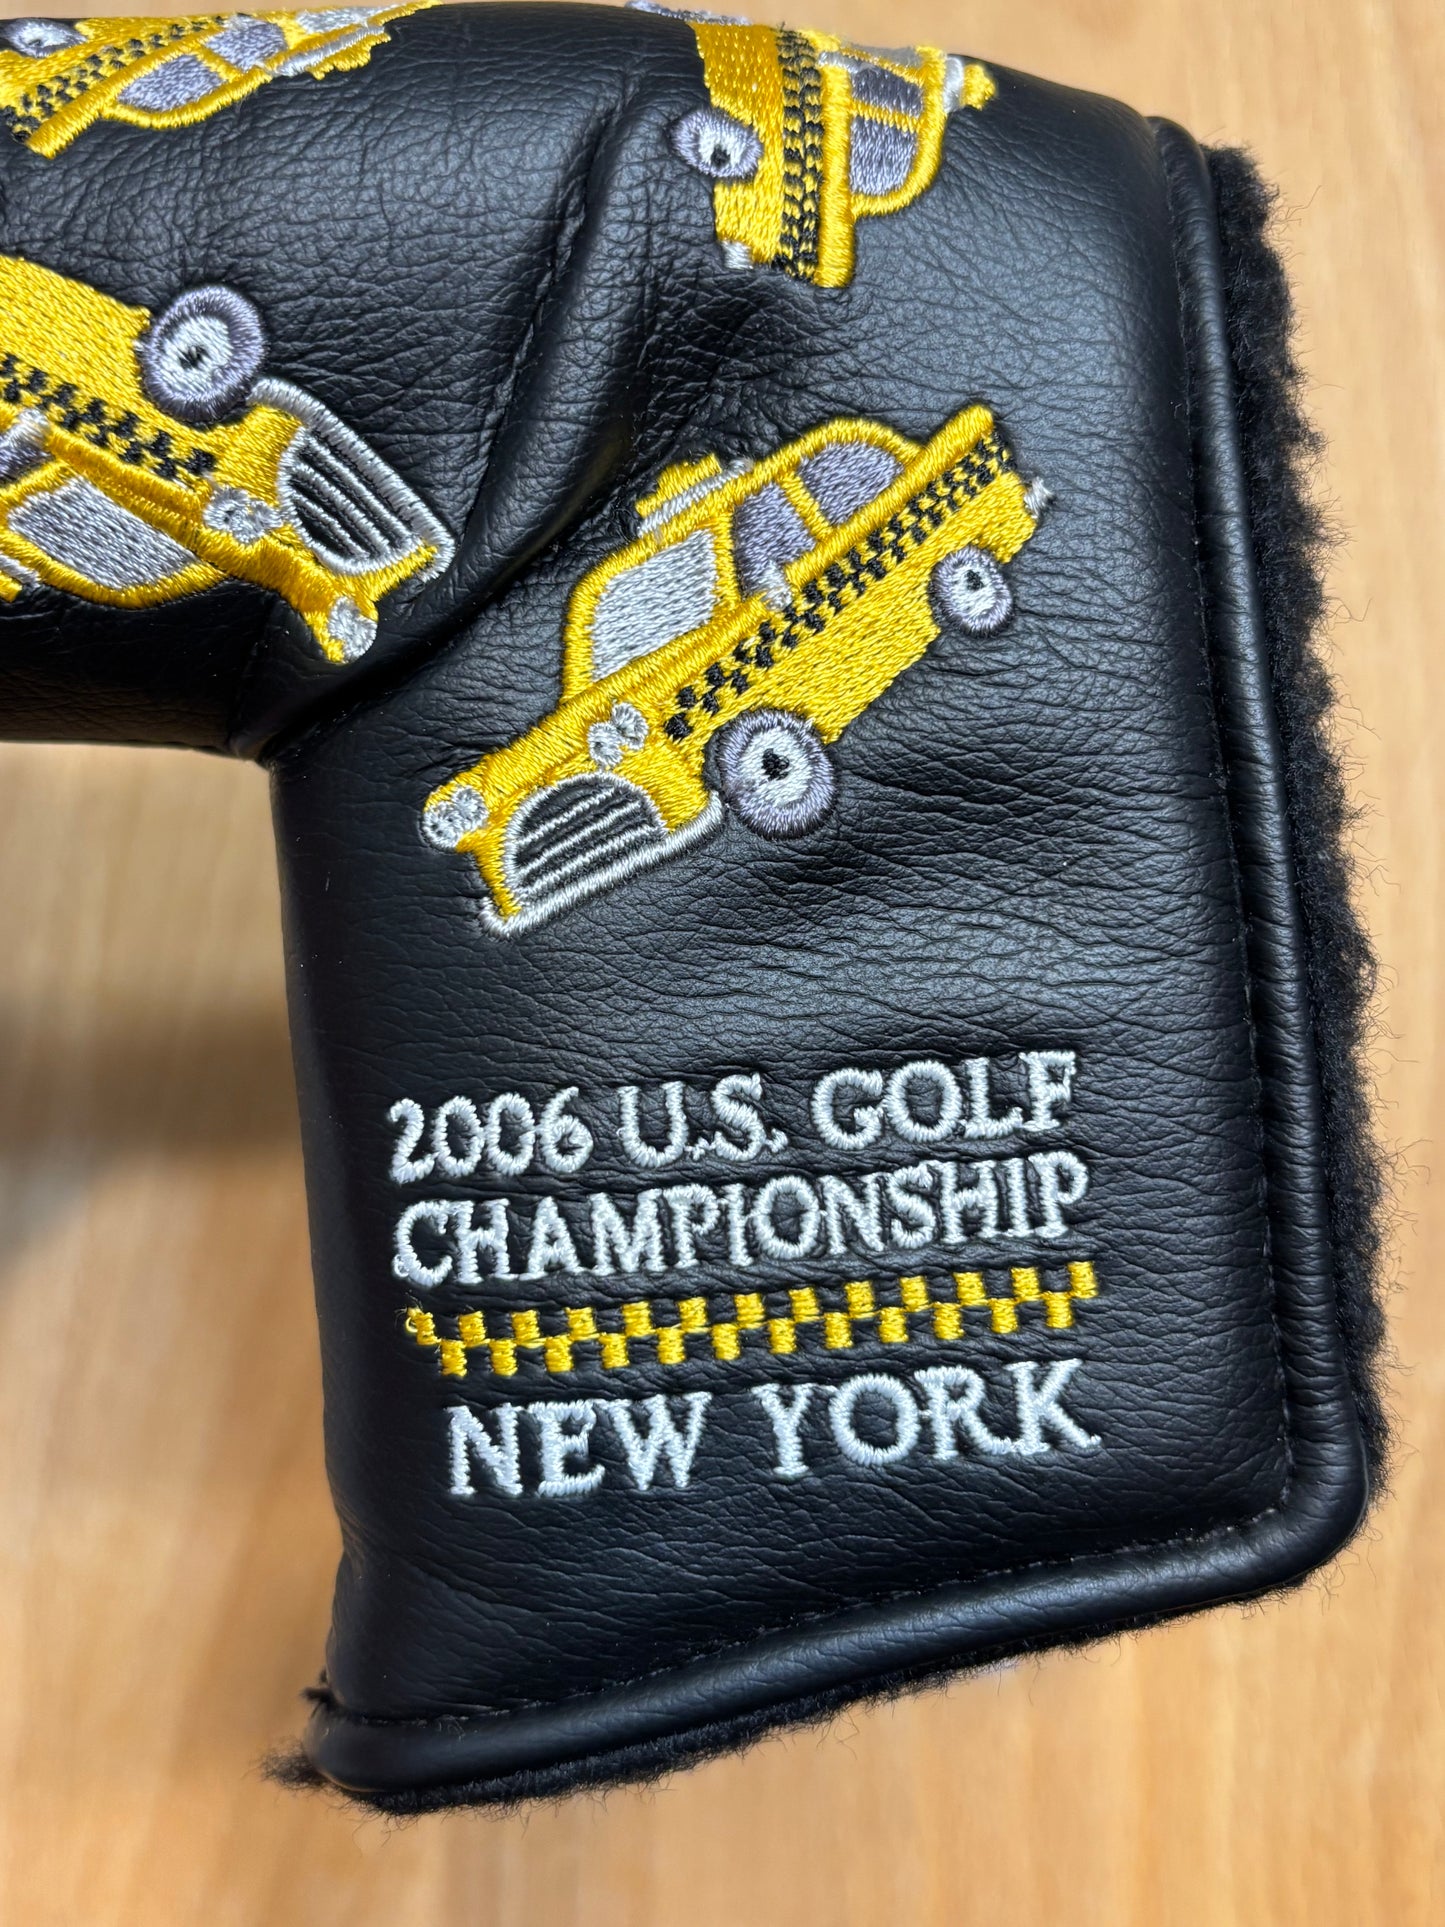 2006 U.S. GOLF
CHAMPIONSHIP
NEW YORK